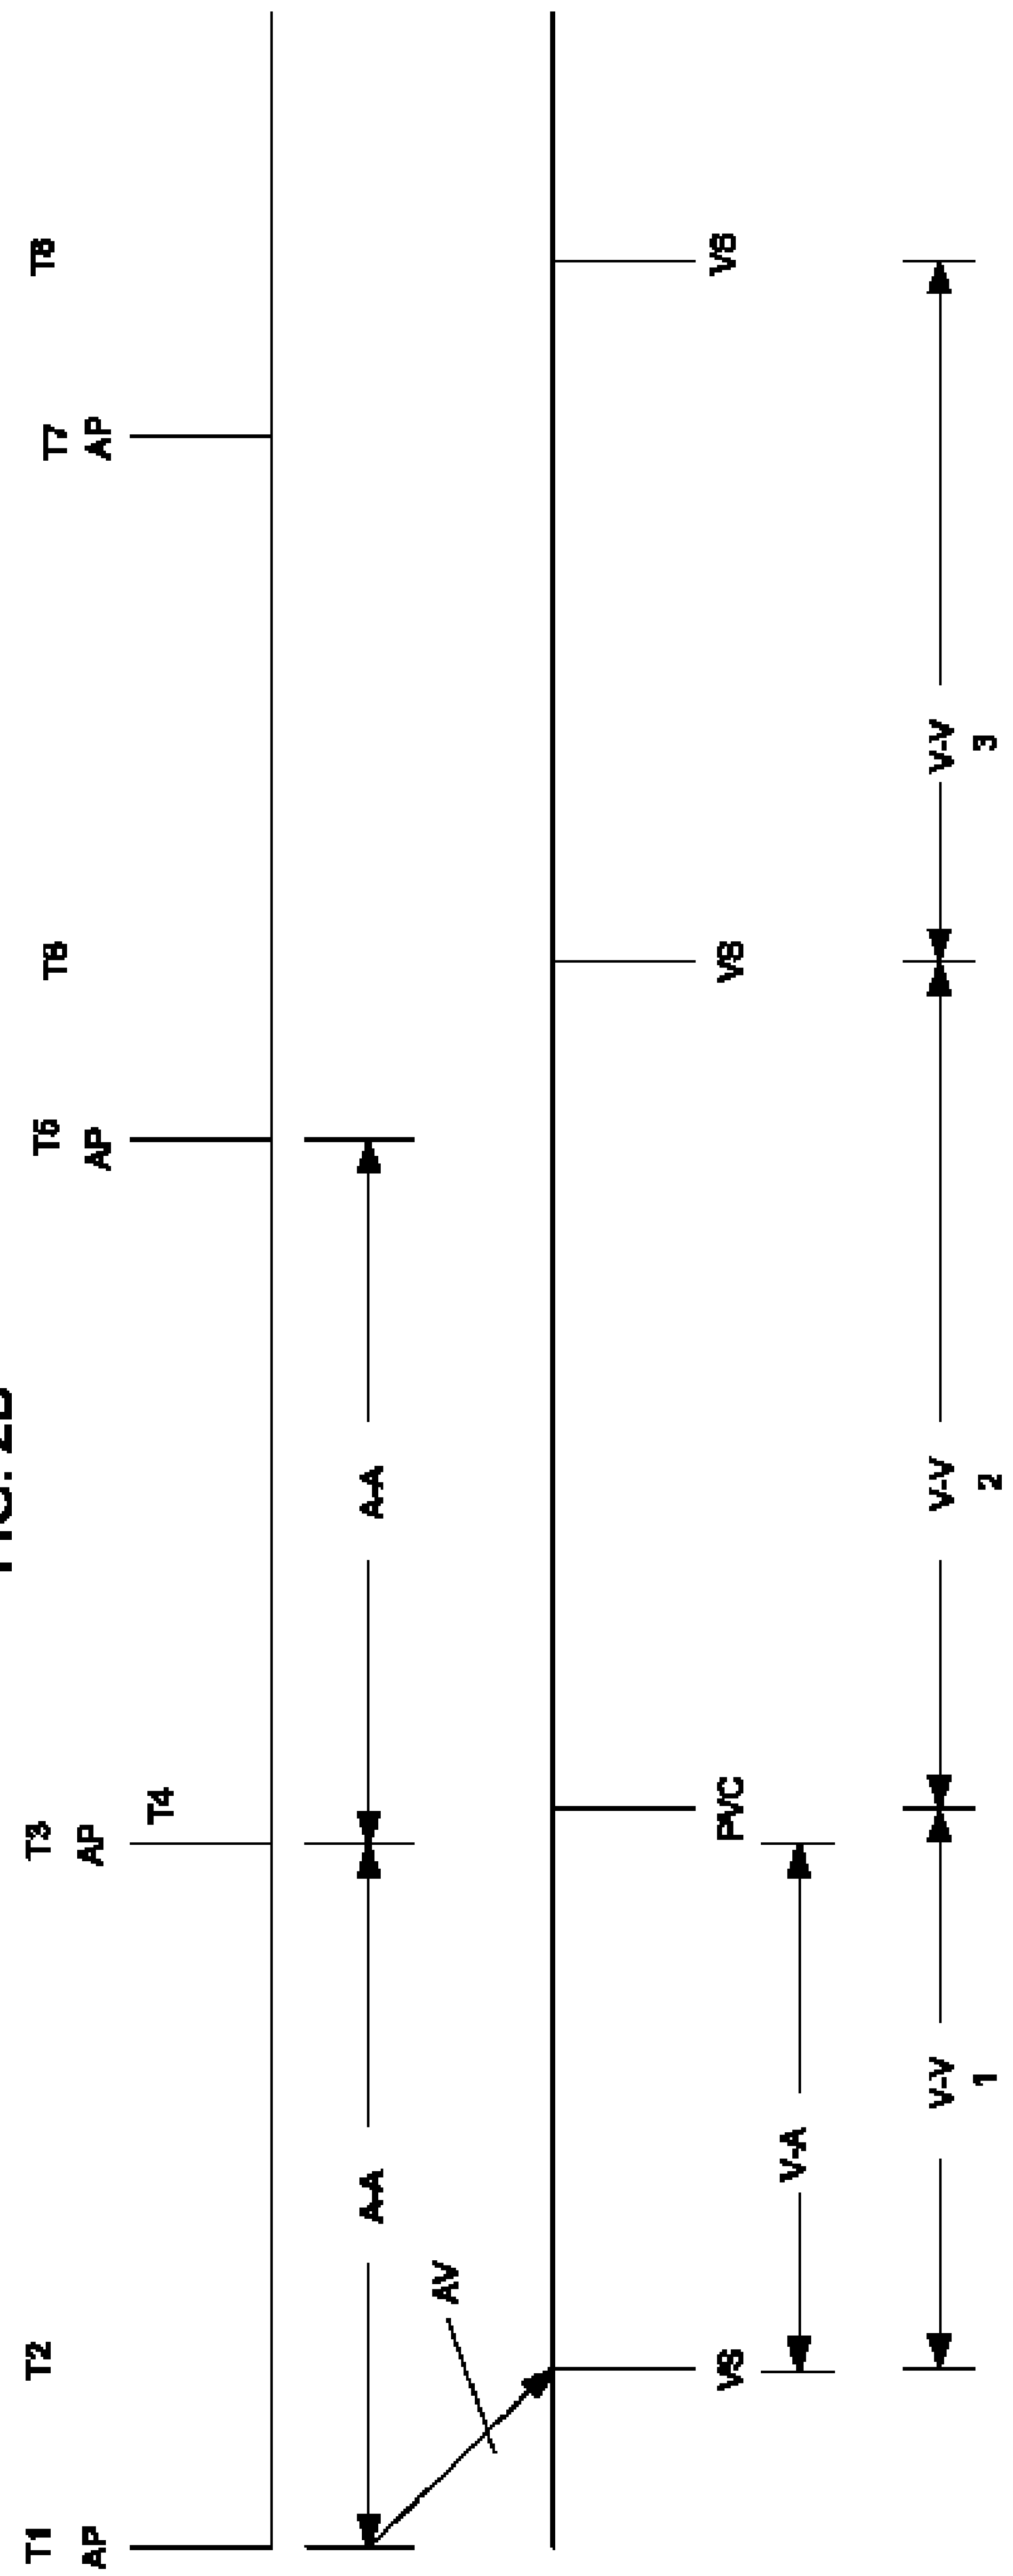 FIG.
T1 T2 T3 T5 T6 T7 T8
AP AP AP AP
T4
A-A A-A
AV
VS PVC VS VS
V-A
V-V V-V V-V
1 2 3